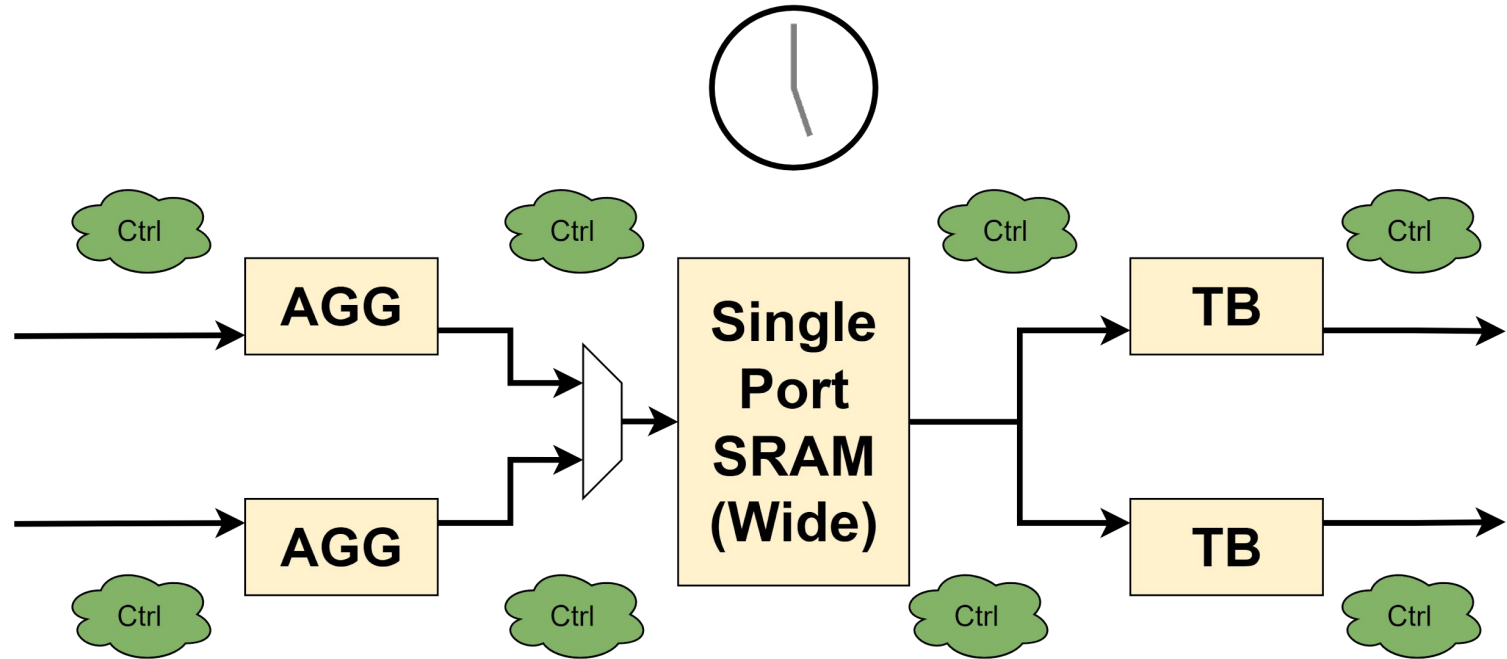 Ctrl
Ctrl
Ctrl
Ctrl
AGG
Single
Port
SRAM
(Wide)
TB
AGG
TB
Ctrl
Ctrl
Ctrl
Ctrl